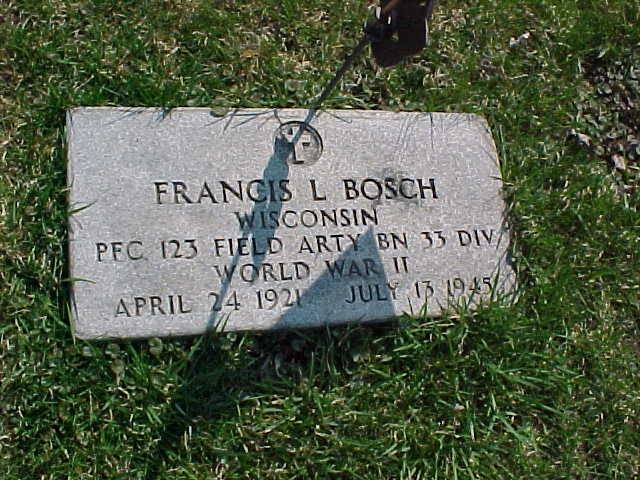 FRANCIS L BOSCH
WISCONSIN
PFC 123 FIELD ARTY BN 33 DIV
WORLD WAR II
APRIL 24 1921 JULY 13 1945